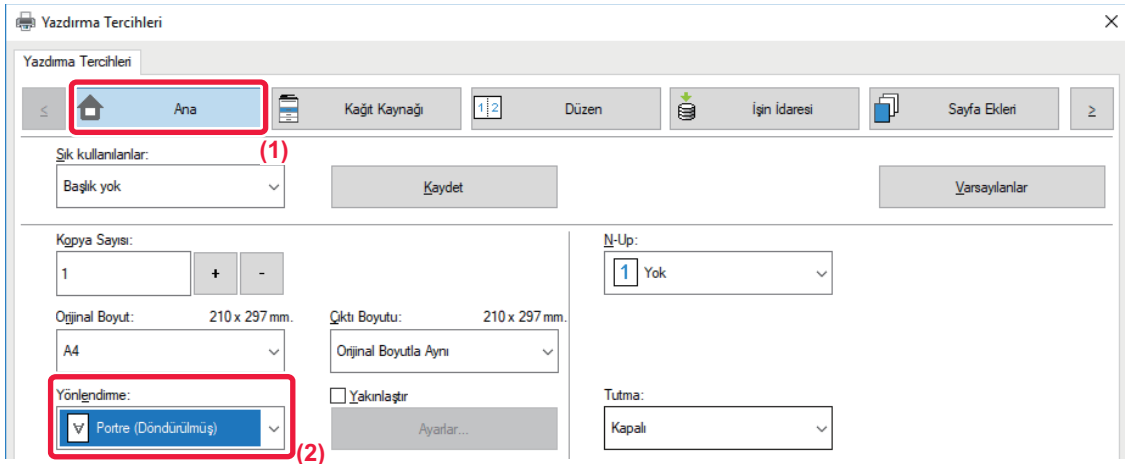 Yazdırma Tercihleri
Yazdırma Tercihleri
≤ Ana Kağıt Kaynağı 1 2 Düzen İşin İdaresi Sayfa Ekleri ≥
(1)
Sık kullanılanlar:
Başlık yok Kaydet Varsayılanlar
Kopya Sayısı: N-Up:
1 + - 1 Yok
Orijinal Boyut: 210 x 297 mm. Çıktı Boyutu: 210 x 297 mm.
A4 Orijinal Boyutla Aynı
Yönlendirme: Yakınlaştır Tutma:
A Portre (Döndürülmüş) Ayarlar... Kapalı
(2)